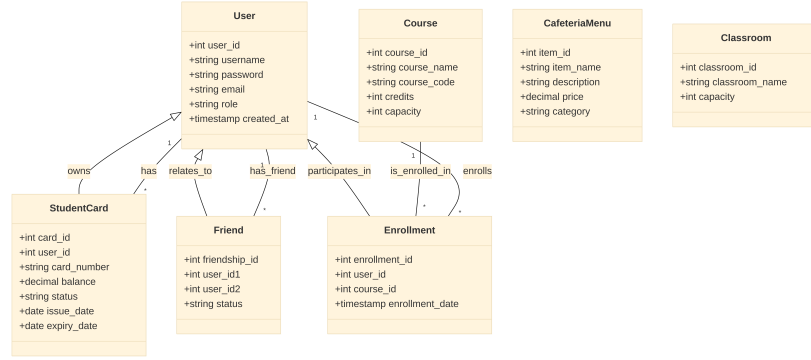 User
+int user_id
+string username
+string password
+string email
+string role
+timestamp created_at
Course
+int course_id
+string course_name
+string course_code
+int credits
+int capacity
CafeteriaMenu
+int item_id
+string item_name
+string description
+decimal price
+string category
Classroom
+int classroom_id
+string classroom_name
+int capacity
1
1
1
1
owns
has
relates_to
has_friend
participates_in
is_enrolled_in
enrolls
*
*
*
*
StudentCard
+int card_id
+int user_id
+string card_number
+decimal balance
+string status
+date issue_date
+date expiry_date
Friend
+int friendship_id
+int user_id1
+int user_id2
+string status
Enrollment
+int enrollment_id
+int user_id
+int course_id
+timestamp enrollment_date